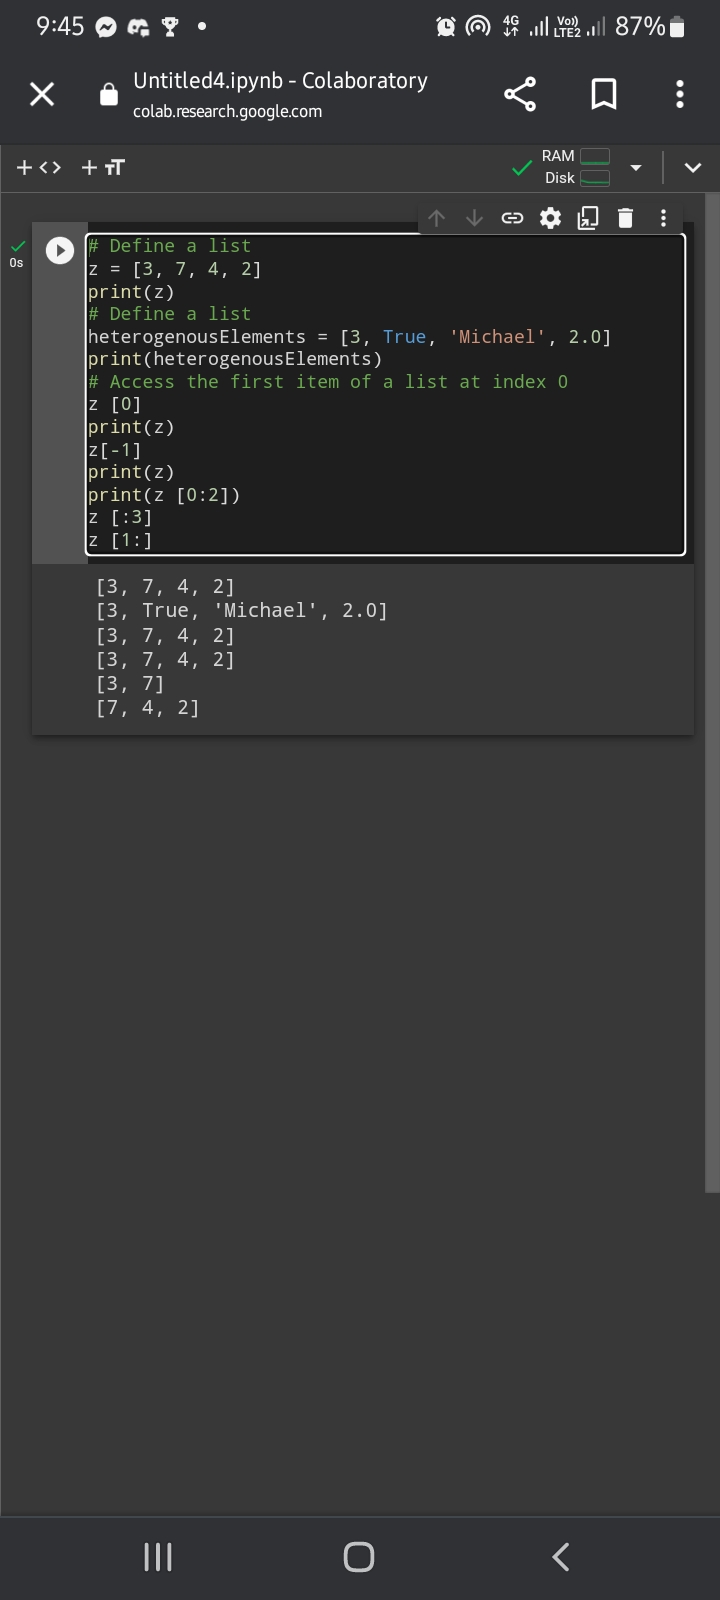 9:45 4G Vo)) LTE2 87%
Untitled4.ipynb - Colaboratory
colab.research.google.com
+ <> + TT RAM
Disk
0s
# Define a list
z = [3, 7, 4, 2]
print(z)
# Define a list
heterogenousElements = [3, True, 'Michael', 2.0]
print(heterogenousElements)
# Access the first item of a list at index 0
z [0]
print(z)
z[-1]
print(z)
print(z [0:2])
z [:3]
z [1:]
[3, 7, 4, 2]
[3, True, 'Michael', 2.0]
[3, 7, 4, 2]
[3, 7, 4, 2]
[3, 7]
[7, 4, 2]